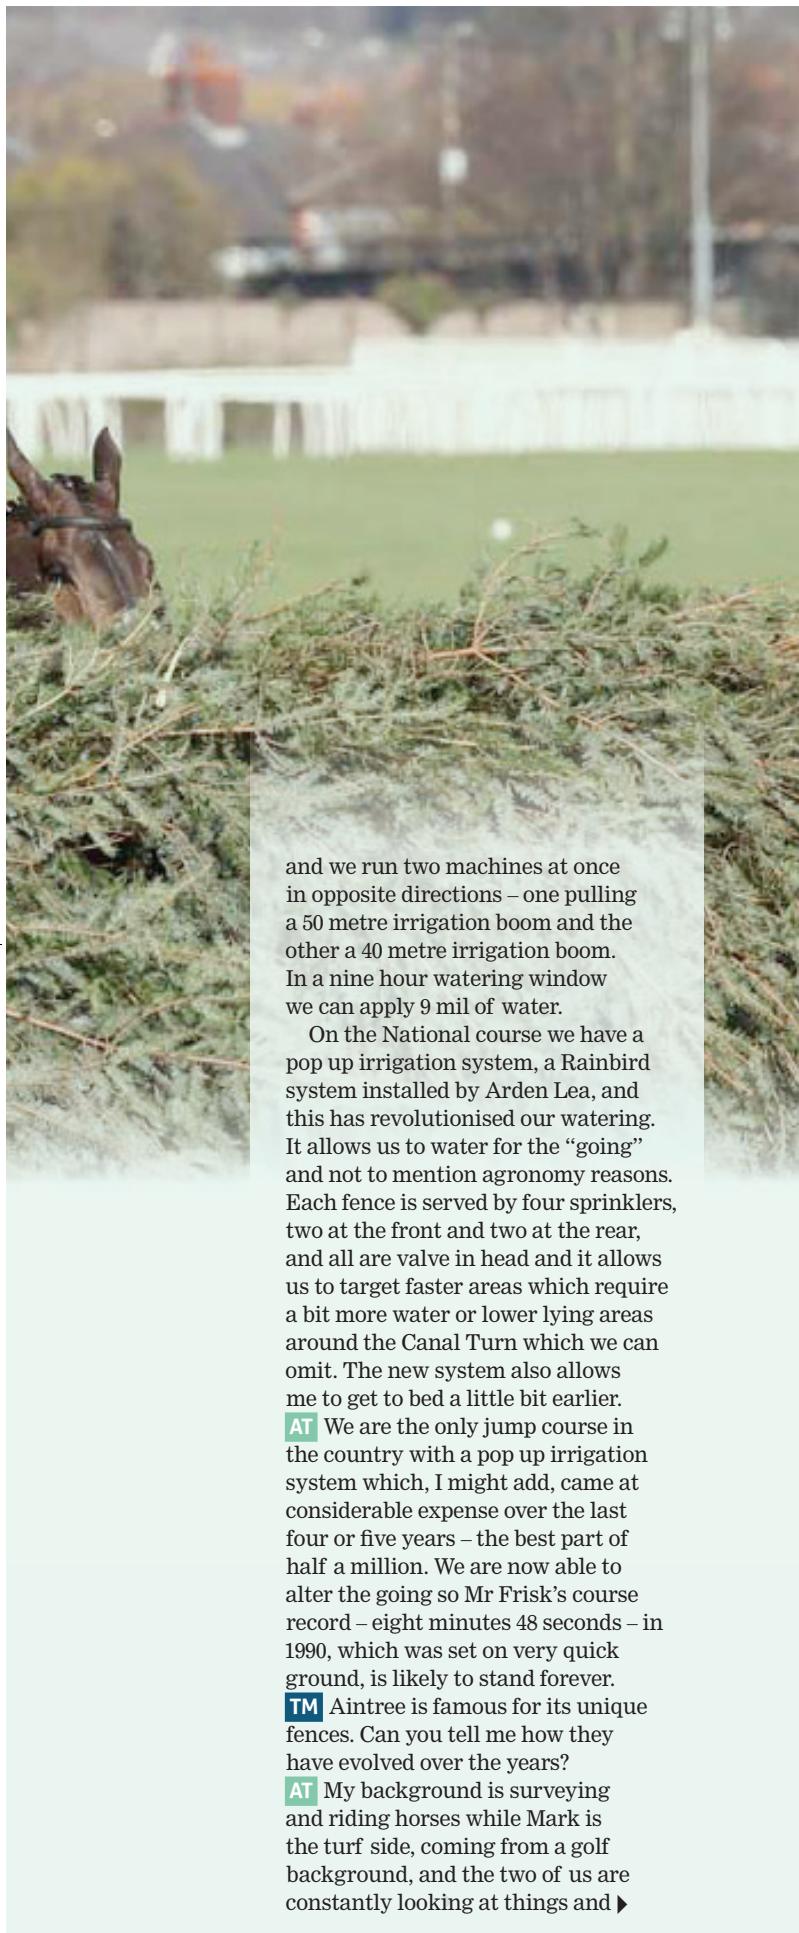 and we run two machines at once
in opposite directions – one pulling
a 50 metre irrigation boom and the
other a 40 metre irrigation boom.
In a nine hour watering window
we can apply 9 mil of water.
On the National course we have a
pop up irrigation system, a Rainbird
system installed by Arden Lea, and
this has revolutionised our watering.
It allows us to water for the “going”
and not to mention agronomy reasons.
Each fence is served by four sprinklers,
two at the front and two at the rear,
and all are valve in head and it allows
us to target faster areas which require
a bit more water or lower lying areas
around the Canal Turn which we can
omit. The new system also allows
me to get to bed a little bit earlier.
AT We are the only jump course in
the country with a pop up irrigation
system which, I might add, came at
considerable expense over the last
four or five years – the best part of
half a million. We are now able to
alter the going so Mr Frisk’s course
record – eight minutes 48 seconds – in
1990, which was set on very quick
ground, is likely to stand forever.
TM Aintree is famous for its unique
fences. Can you tell me how they
have evolved over the years?
AT My background is surveying
and riding horses while Mark is
the turf side, coming from a golf
background, and the two of us are
constantly looking at things and